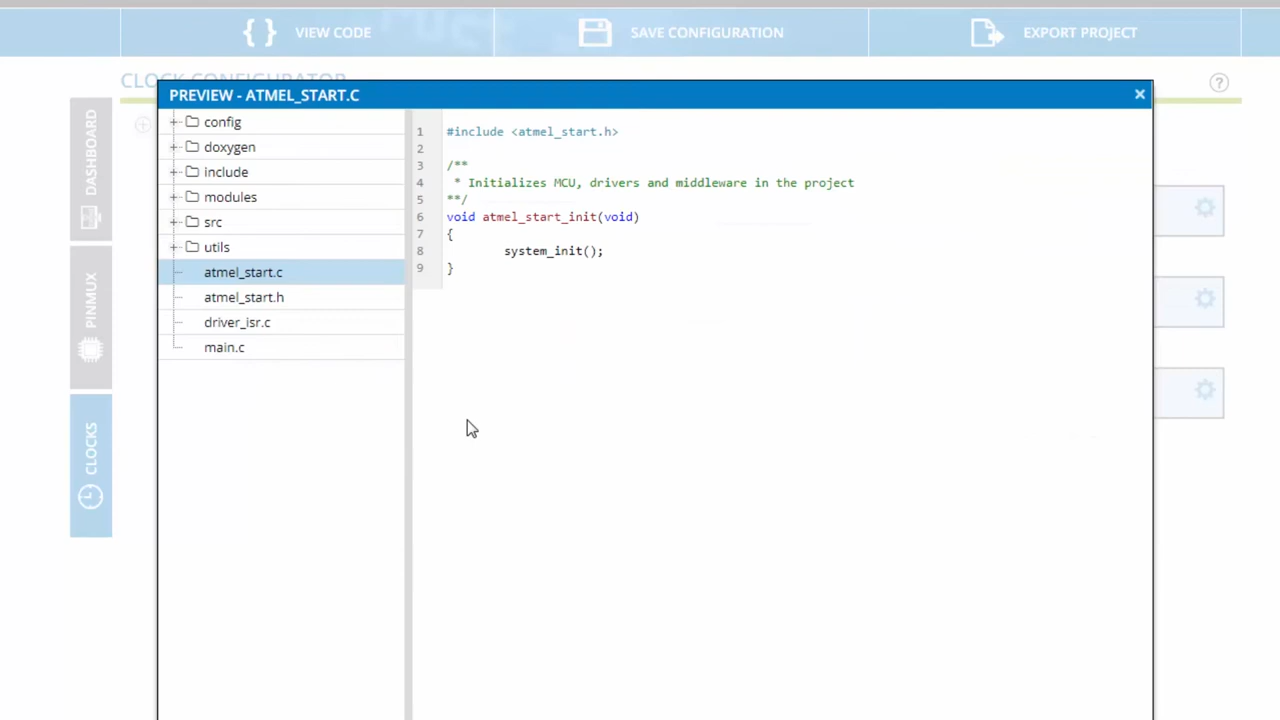 VIEW CODE
SAVE CONFIGURATION
EXPORT PROJECT
CLOCK CONFIGURATOR
?
PREVIEW - ATMEL_START.C
×
DASHBOARD
PINMUX
CLOCKS
config
doxygen
include
modules
src
utils
atmel_start.c
atmel_start.h
driver_isr.c
main.c
1 #include <atmel_start.h>
2
3 /**
4  * Initializes MCU, drivers and middleware in the project
5 **/
6 void atmel_start_init(void)
7 {
8 system_init();
9 }